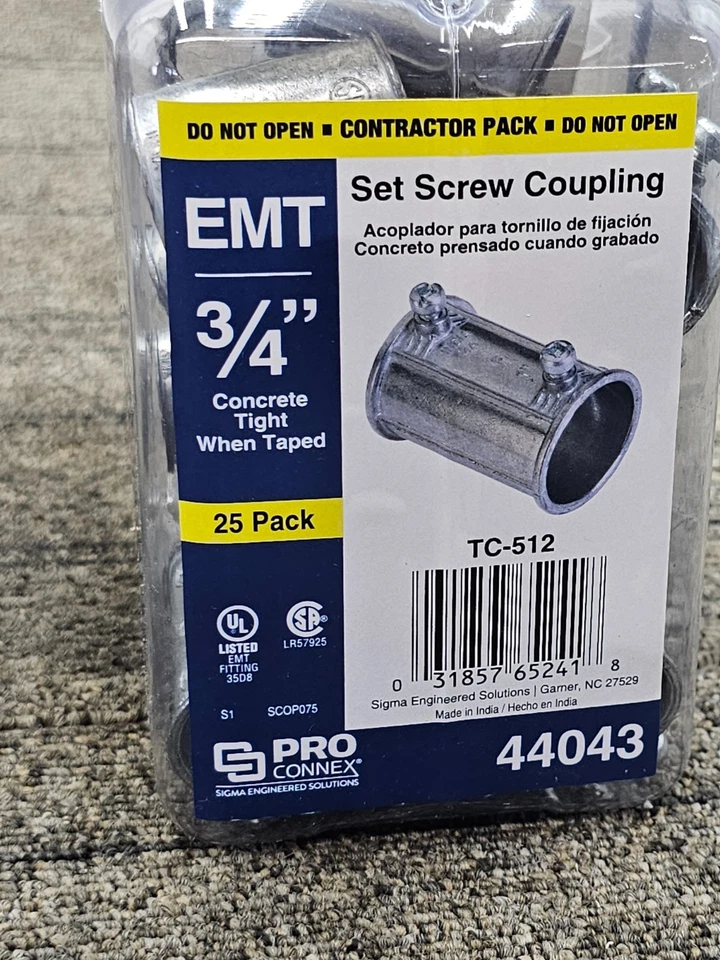 DO NOT OPEN ▪ CONTRACTOR PACK ▪ DO NOT OPEN
EMT
3/4”
Concrete
Tight
When Taped
25 Pack
Set Screw Coupling
Acoplador para tornillo de fijación
Concreto prensado cuando grabado
TC-512
0 31857 65241 8
Sigma Engineered Solutions | Garner, NC 27529
Made in India / Hecho en India
UL
LISTED
EMT
FITTING
35D8
SA®
LR57925
S1 SCOP075
PRO
CONNEX®
SIGMA ENGINEERED SOLUTIONS
44043